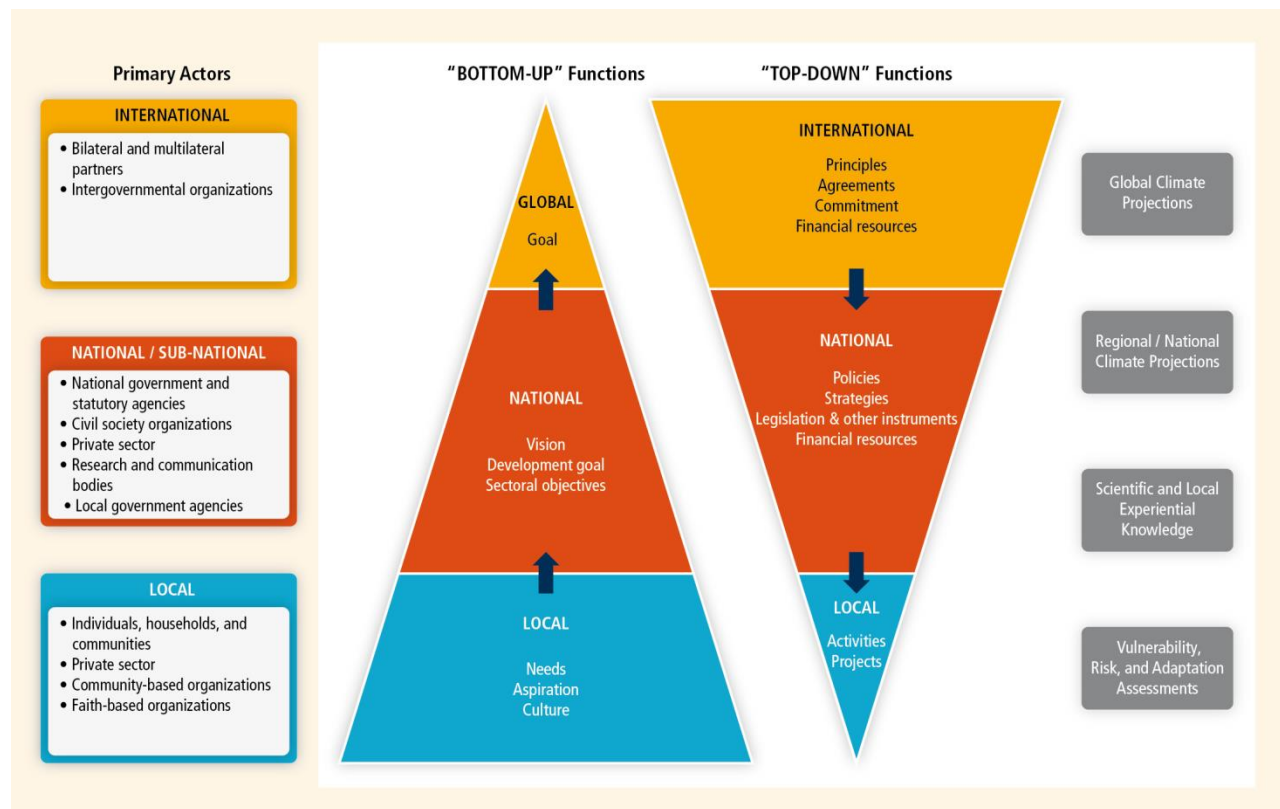 Primary Actors
INTERNATIONAL
• Bilateral and multilateral
partners
• Intergovernmental organizations
NATIONAL / SUB-NATIONAL
• National government and
statutory agencies
• Civil society organizations
• Private sector
• Research and communication
bodies
• Local government agencies
LOCAL
• Individuals, households, and
communities
• Private sector
• Community-based organizations
• Faith-based organizations
“BOTTOM-UP” Functions
GLOBAL
Goal
NATIONAL
Vision
Development goal
Sectoral objectives
LOCAL
Needs
Aspiration
Culture
“TOP-DOWN” Functions
INTERNATIONAL
Principles
Agreements
Commitment
Financial resources
NATIONAL
Policies
Strategies
Legislation & other instruments
Financial resources
LOCAL
Activities
Projects
Global Climate
Projections
Regional / National
Climate Projections
Scientific and Local
Experiential
Knowledge
Vulnerability,
Risk, and Adaptation
Assessments